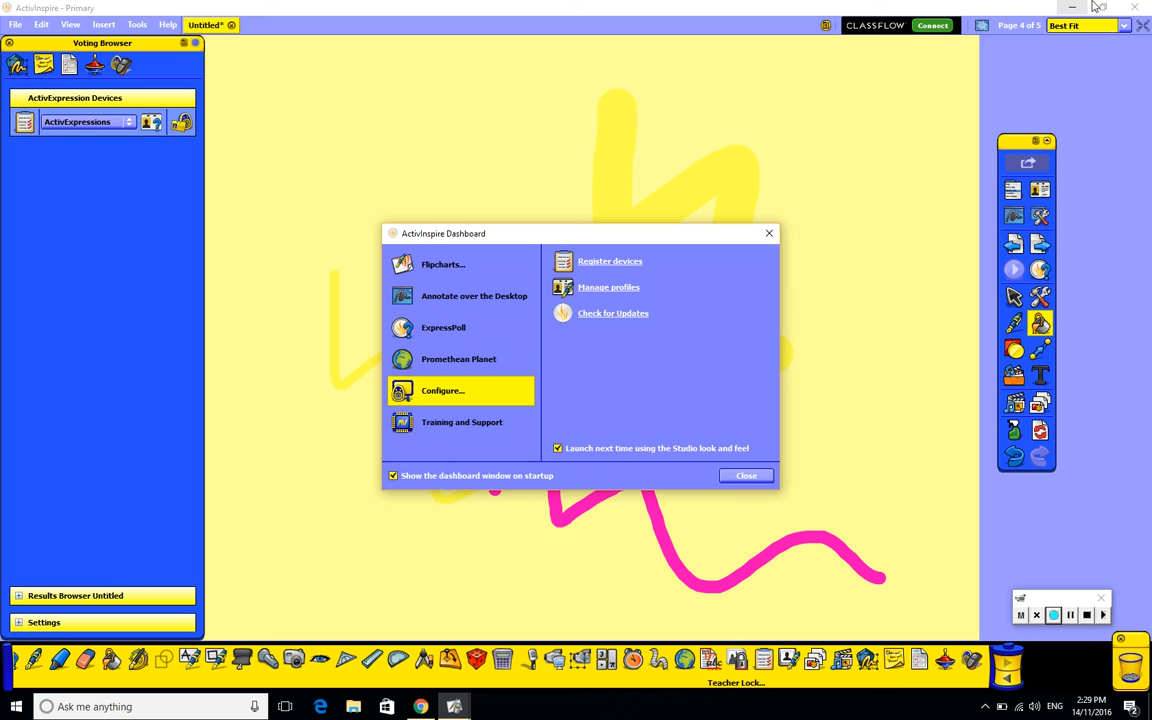 ActivInspire - Primary
File Edit View Insert Tools Help Untitled* CLASSFLOW Connect Page 4 of 5 Best Fit
Voting Browser
ActivExpression Devices
ActivExpressions
ActivInspire Dashboard
Flipcharts...
Annotate over the Desktop
ExpressPoll
Promethean Planet
Configure...
Training and Support
Register devices
Manage profiles
Check for Updates
Launch next time using the Studio look and feel
Show the dashboard window on startup
Close
Results Browser Untitled
Settings
M
Teacher Lock...
Ask me anything
ENG
2:29 PM
14/11/2016
2